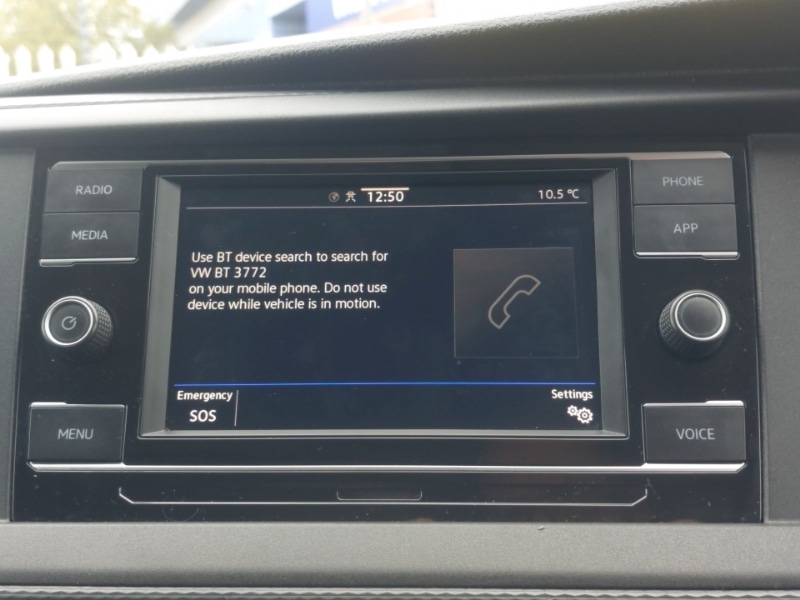 RADIO
MEDIA
MENU
12:50
10.5 °C
Use BT device search to search for
VW BT 3772
on your mobile phone. Do not use
device while vehicle is in motion.
Emergency
SOS
Settings
PHONE
APP
VOICE